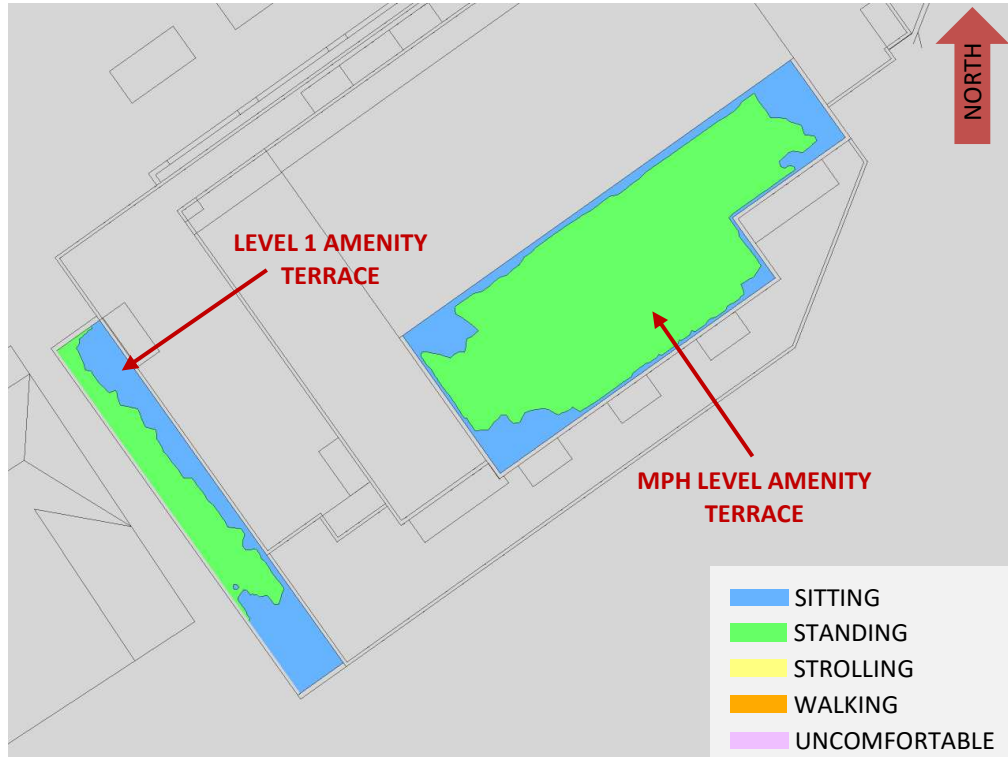 NORTH
LEVEL 1 AMENITY
TERRACE
MPH LEVEL AMENITY
TERRACE
SITTING
STANDING
STROLLING
WALKING
UNCOMFORTABLE